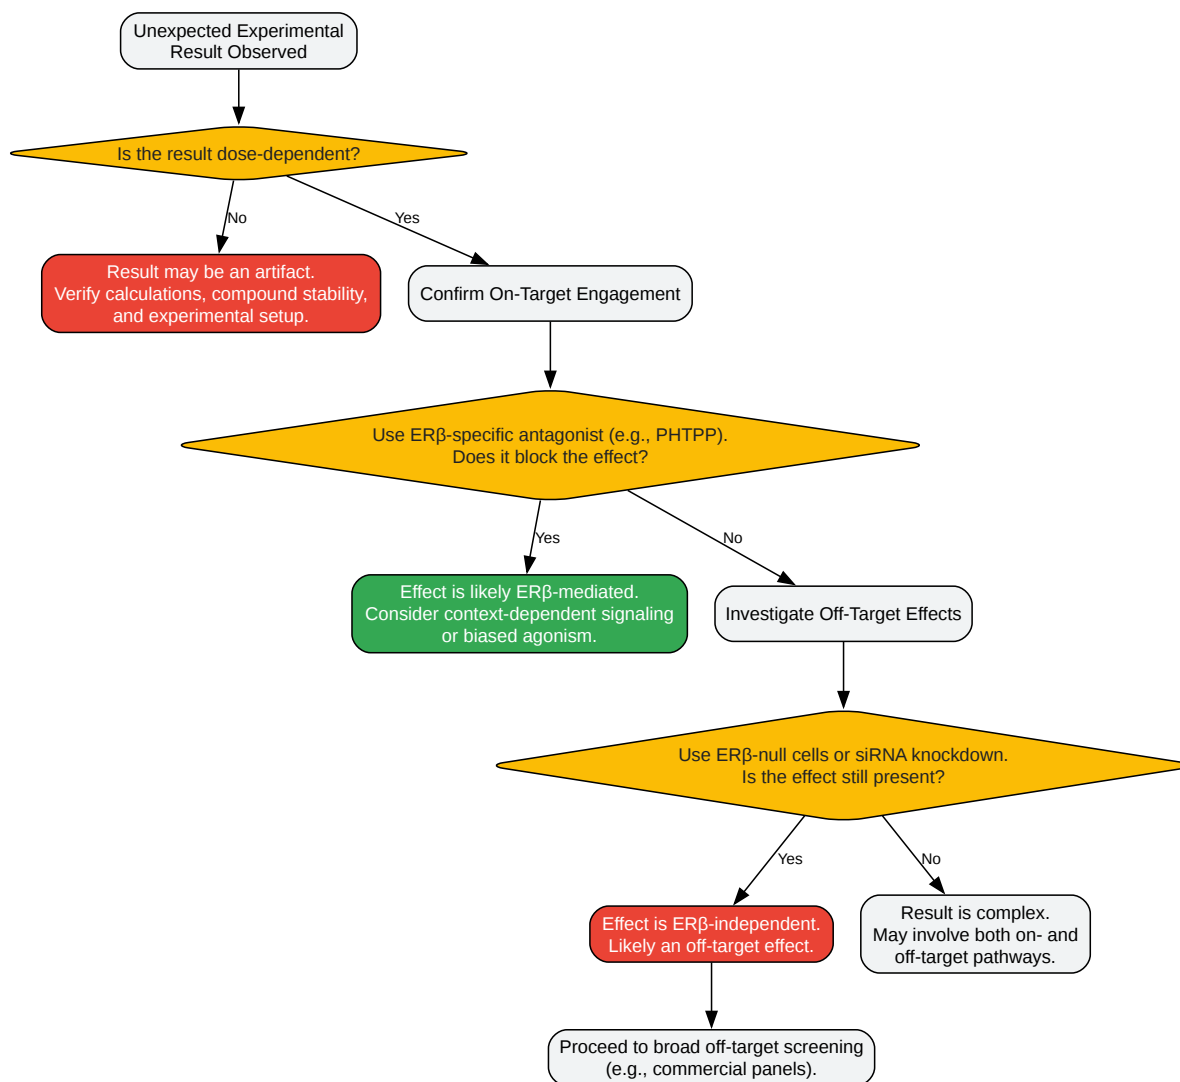 Unexpected Experimental
Result Observed
Is the result dose-dependent?
No
Yes
Result may be an artifact.
Verify calculations, compound stability,
and experimental setup.
Confirm On-Target Engagement
Use ERβ-specific antagonist (e.g., PHTPP).
Does it block the effect?
Yes
No
Effect is likely ERβ-mediated.
Consider context-dependent signaling
or biased agonism.
Investigate Off-Target Effects
Use ERβ-null cells or siRNA knockdown.
Is the effect still present?
Yes
No
Effect is ERβ-independent.
Likely an off-target effect.
Result is complex.
May involve both on- and
off-target pathways.
Proceed to broad off-target screening
(e.g., commercial panels).